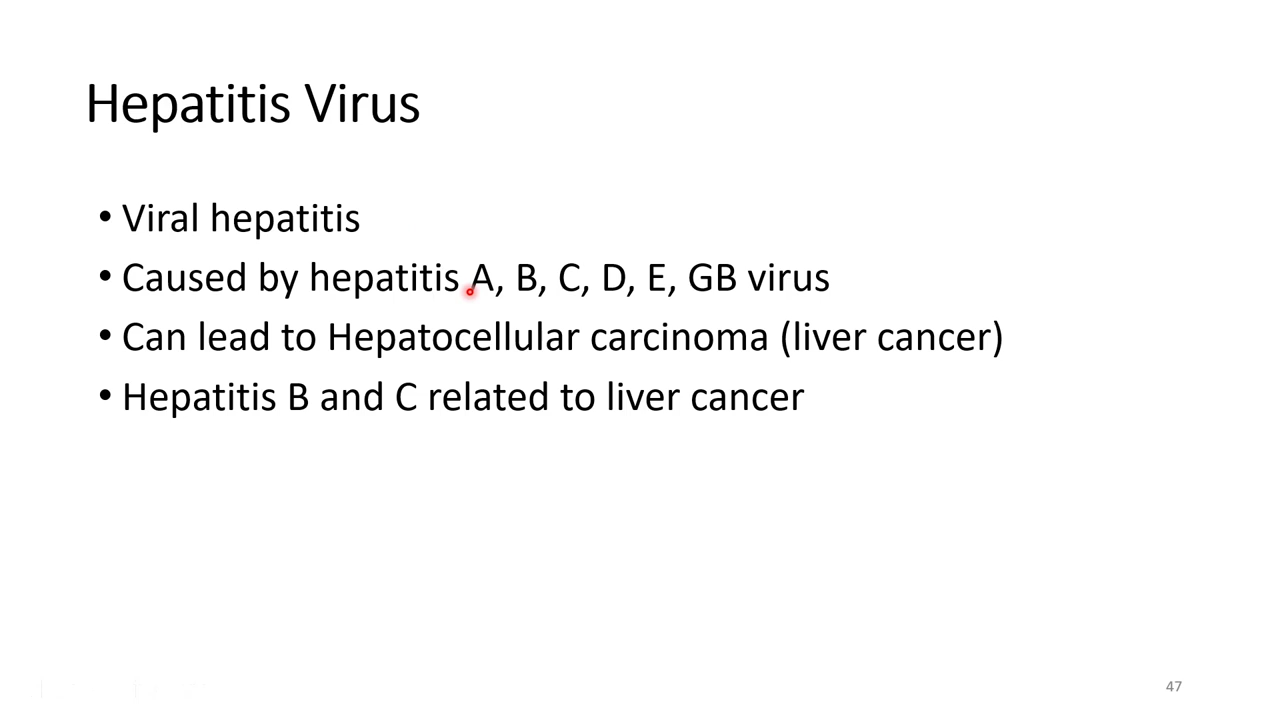 Hepatitis Virus
• Viral hepatitis
• Caused by hepatitis A, B, C, D, E, GB virus
• Can lead to Hepatocellular carcinoma (liver cancer)
• Hepatitis B and C related to liver cancer
47